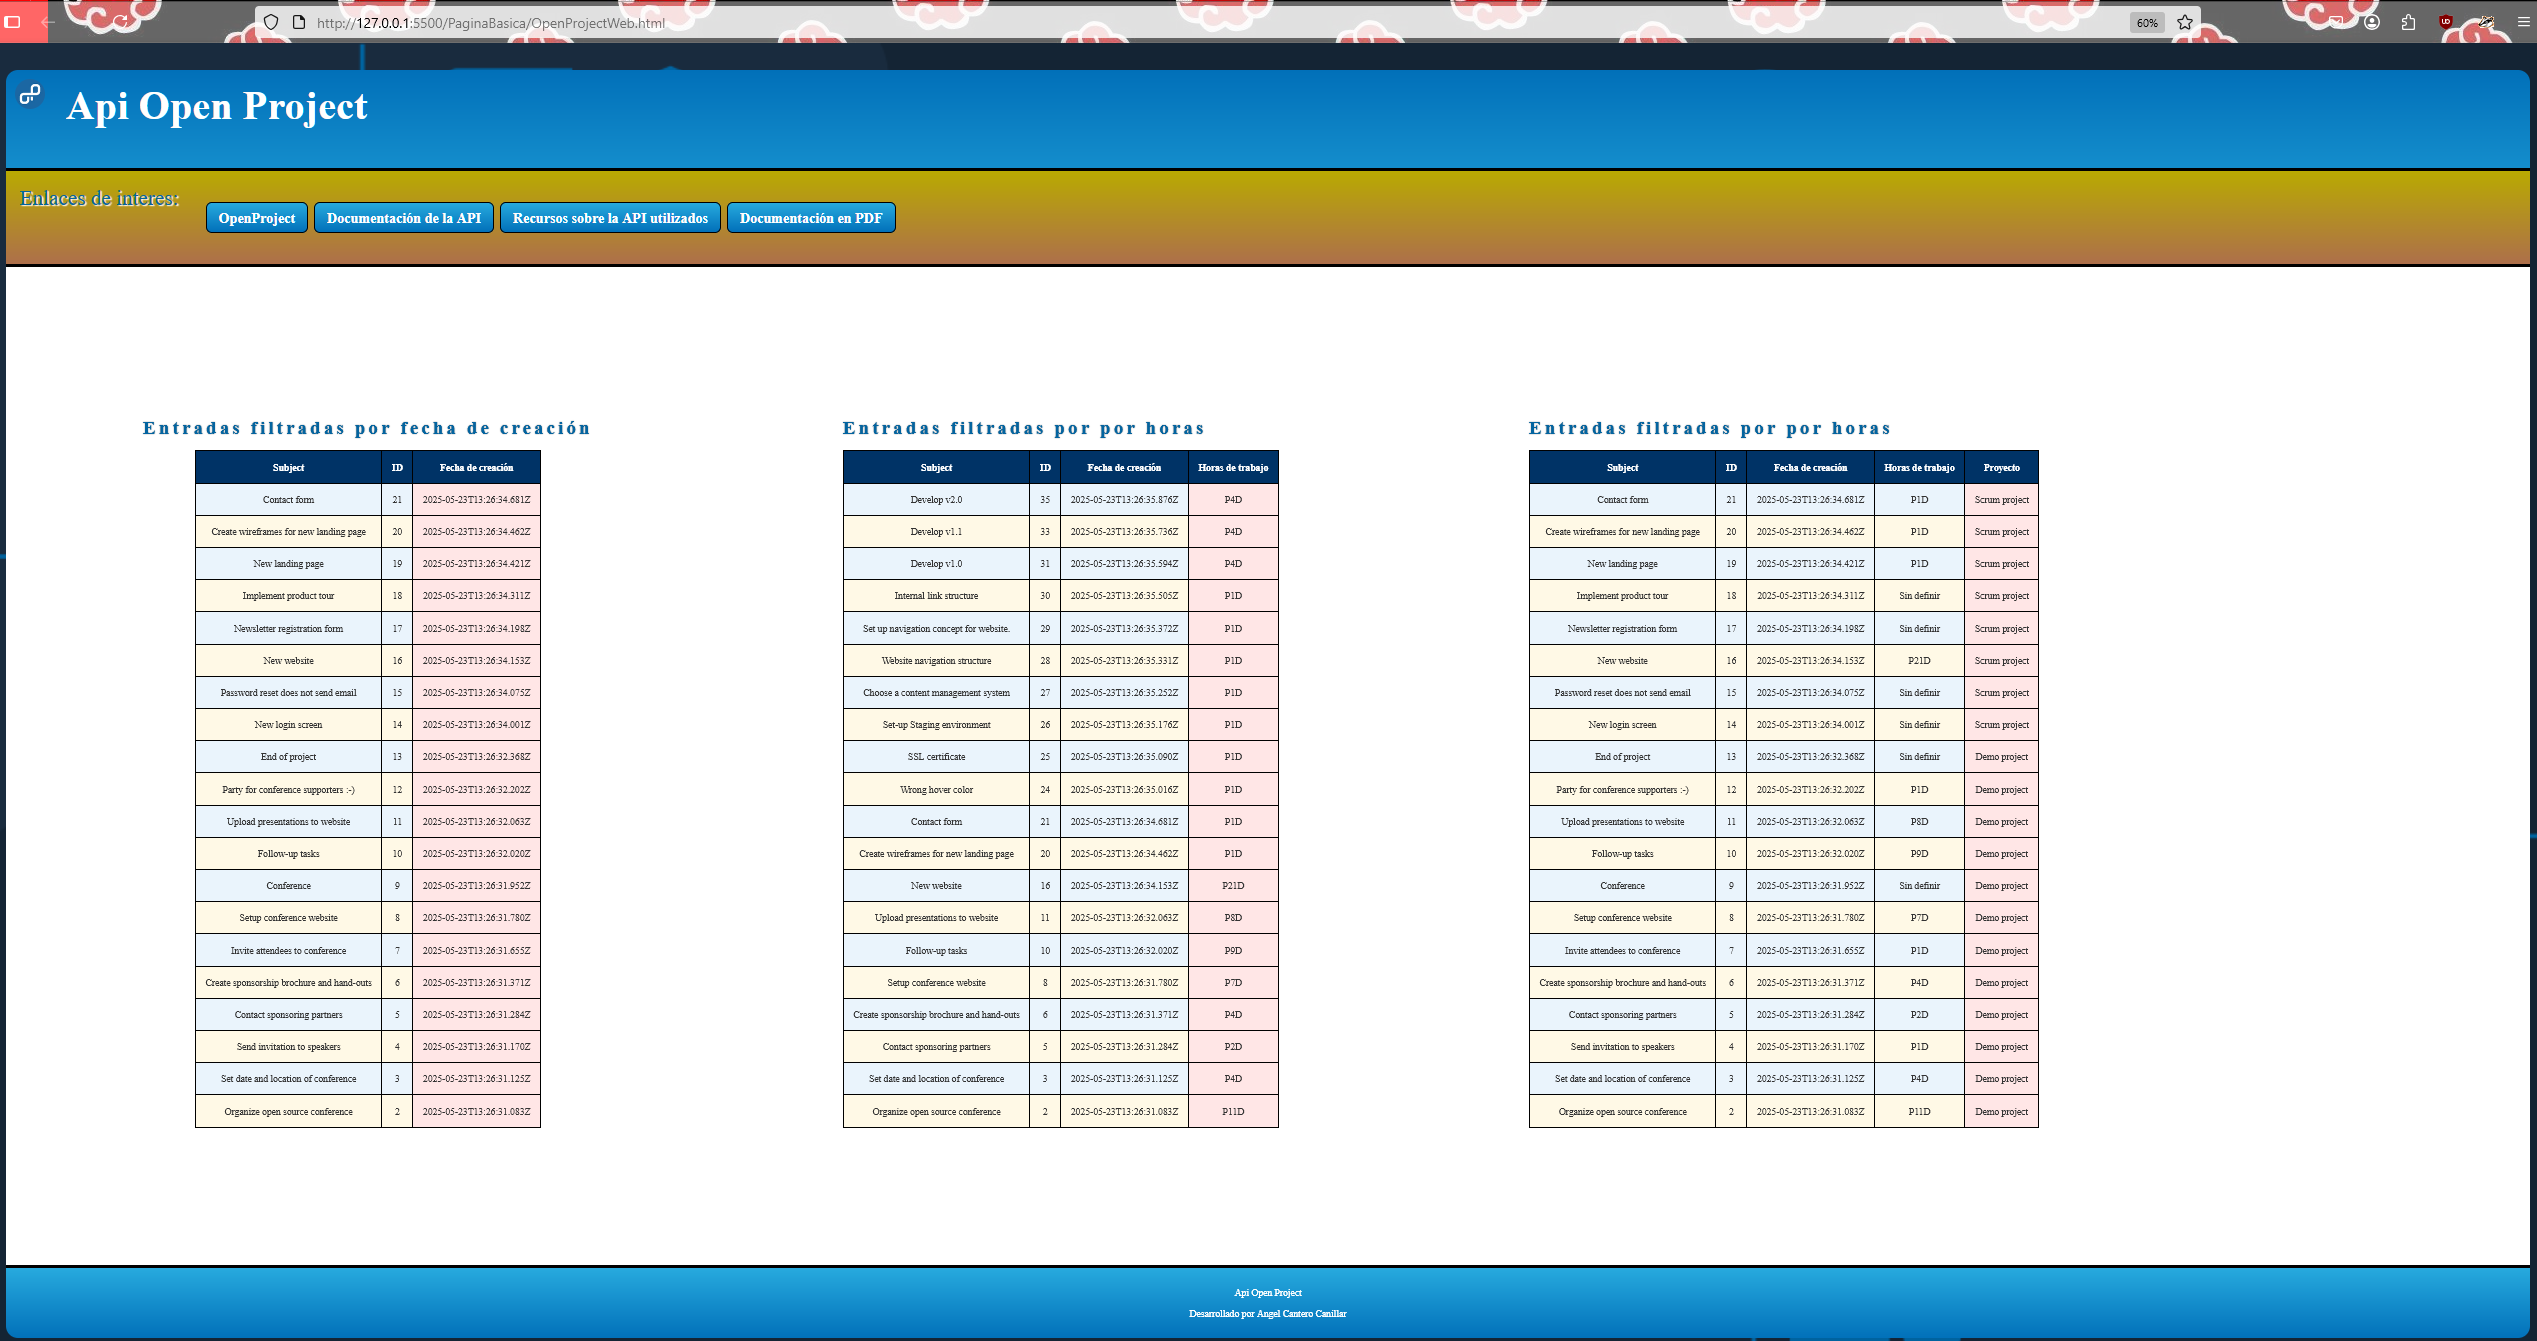 http://127.0.0.1:5500/PaginaBasica/OpenProjectWeb.html 60%
Api Open Project
Enlaces de interes:
OpenProject Documentación de la API Recursos sobre la API utilizados Documentación en PDF
Entradas filtradas por fecha de creación
Subject ID Fecha de creación
Contact form 21 2025-05-23T13:26:34.681Z
Create wireframes for new landing page 20 2025-05-23T13:26:34.462Z
New landing page 19 2025-05-23T13:26:34.421Z
Implement product tour 18 2025-05-23T13:26:34.311Z
Newsletter registration form 17 2025-05-23T13:26:34.198Z
New website 16 2025-05-23T13:26:34.153Z
Password reset does not send email 15 2025-05-23T13:26:34.075Z
New login screen 14 2025-05-23T13:26:34.001Z
End of project 13 2025-05-23T13:26:32.368Z
Party for conference supporters :-) 12 2025-05-23T13:26:32.202Z
Upload presentations to website 11 2025-05-23T13:26:32.063Z
Follow-up tasks 10 2025-05-23T13:26:32.020Z
Conference 9 2025-05-23T13:26:31.952Z
Setup conference website 8 2025-05-23T13:26:31.780Z
Invite attendees to conference 7 2025-05-23T13:26:31.655Z
Create sponsorship brochure and hand-outs 6 2025-05-23T13:26:31.371Z
Contact sponsoring partners 5 2025-05-23T13:26:31.284Z
Send invitation to speakers 4 2025-05-23T13:26:31.170Z
Set date and location of conference 3 2025-05-23T13:26:31.125Z
Organize open source conference 2 2025-05-23T13:26:31.083Z
Entradas filtradas por por horas
Subject ID Fecha de creación Horas de trabajo
Develop v2.0 35 2025-05-23T13:26:35.876Z P4D
Develop v1.1 33 2025-05-23T13:26:35.736Z P4D
Develop v1.0 31 2025-05-23T13:26:35.594Z P4D
Internal link structure 30 2025-05-23T13:26:35.505Z P1D
Set up navigation concept for website. 29 2025-05-23T13:26:35.372Z P1D
Website navigation structure 28 2025-05-23T13:26:35.331Z P1D
Choose a content management system 27 2025-05-23T13:26:35.252Z P1D
Set-up Staging environment 26 2025-05-23T13:26:35.176Z P1D
SSL certificate 25 2025-05-23T13:26:35.090Z P1D
Wrong hover color 24 2025-05-23T13:26:35.016Z P1D
Contact form 21 2025-05-23T13:26:34.681Z P1D
Create wireframes for new landing page 20 2025-05-23T13:26:34.462Z P1D
New website 16 2025-05-23T13:26:34.153Z P21D
Upload presentations to website 11 2025-05-23T13:26:32.063Z P8D
Follow-up tasks 10 2025-05-23T13:26:32.020Z P9D
Setup conference website 8 2025-05-23T13:26:31.780Z P7D
Create sponsorship brochure and hand-outs 6 2025-05-23T13:26:31.371Z P4D
Contact sponsoring partners 5 2025-05-23T13:26:31.284Z P2D
Set date and location of conference 3 2025-05-23T13:26:31.125Z P4D
Organize open source conference 2 2025-05-23T13:26:31.083Z P11D
Entradas filtradas por por horas
Subject ID Fecha de creación Horas de trabajo Proyecto
Contact form 21 2025-05-23T13:26:34.681Z P1D Scrum project
Create wireframes for new landing page 20 2025-05-23T13:26:34.462Z P1D Scrum project
New landing page 19 2025-05-23T13:26:34.421Z P1D Scrum project
Implement product tour 18 2025-05-23T13:26:34.311Z Sin definir Scrum project
Newsletter registration form 17 2025-05-23T13:26:34.198Z Sin definir Scrum project
New website 16 2025-05-23T13:26:34.153Z P21D Scrum project
Password reset does not send email 15 2025-05-23T13:26:34.075Z Sin definir Scrum project
New login screen 14 2025-05-23T13:26:34.001Z Sin definir Scrum project
End of project 13 2025-05-23T13:26:32.368Z Sin definir Demo project
Party for conference supporters :-) 12 2025-05-23T13:26:32.202Z P1D Demo project
Upload presentations to website 11 2025-05-23T13:26:32.063Z P8D Demo project
Follow-up tasks 10 2025-05-23T13:26:32.020Z P9D Demo project
Conference 9 2025-05-23T13:26:31.952Z Sin definir Demo project
Setup conference website 8 2025-05-23T13:26:31.780Z P7D Demo project
Invite attendees to conference 7 2025-05-23T13:26:31.655Z P1D Demo project
Create sponsorship brochure and hand-outs 6 2025-05-23T13:26:31.371Z P4D Demo project
Contact sponsoring partners 5 2025-05-23T13:26:31.284Z P2D Demo project
Send invitation to speakers 4 2025-05-23T13:26:31.170Z P1D Demo project
Set date and location of conference 3 2025-05-23T13:26:31.125Z P4D Demo project
Organize open source conference 2 2025-05-23T13:26:31.083Z P11D Demo project
Api Open Project
Desarrollado por Angel Cantero Canillar